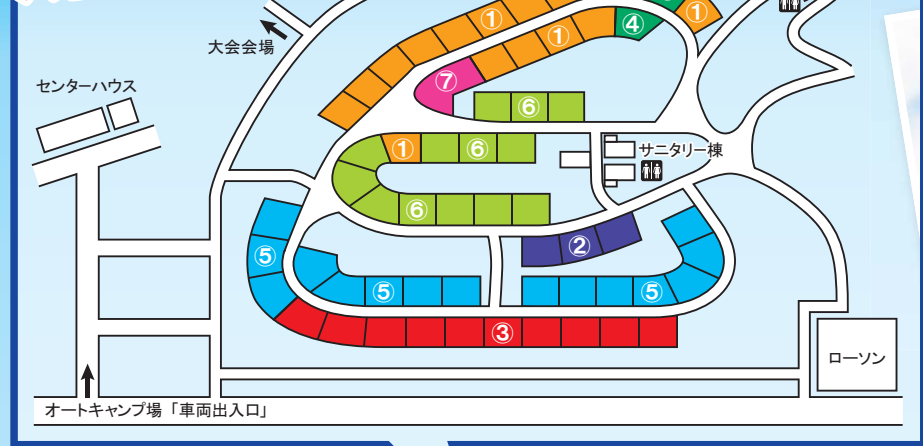 ①
④
①
①
大会会場
⑦
センターハウス
⑥
①
⑥
サニタリー棟
⑥
②
⑤
⑤
⑤
③
ローソン
オートキャンプ場「車両出入口」